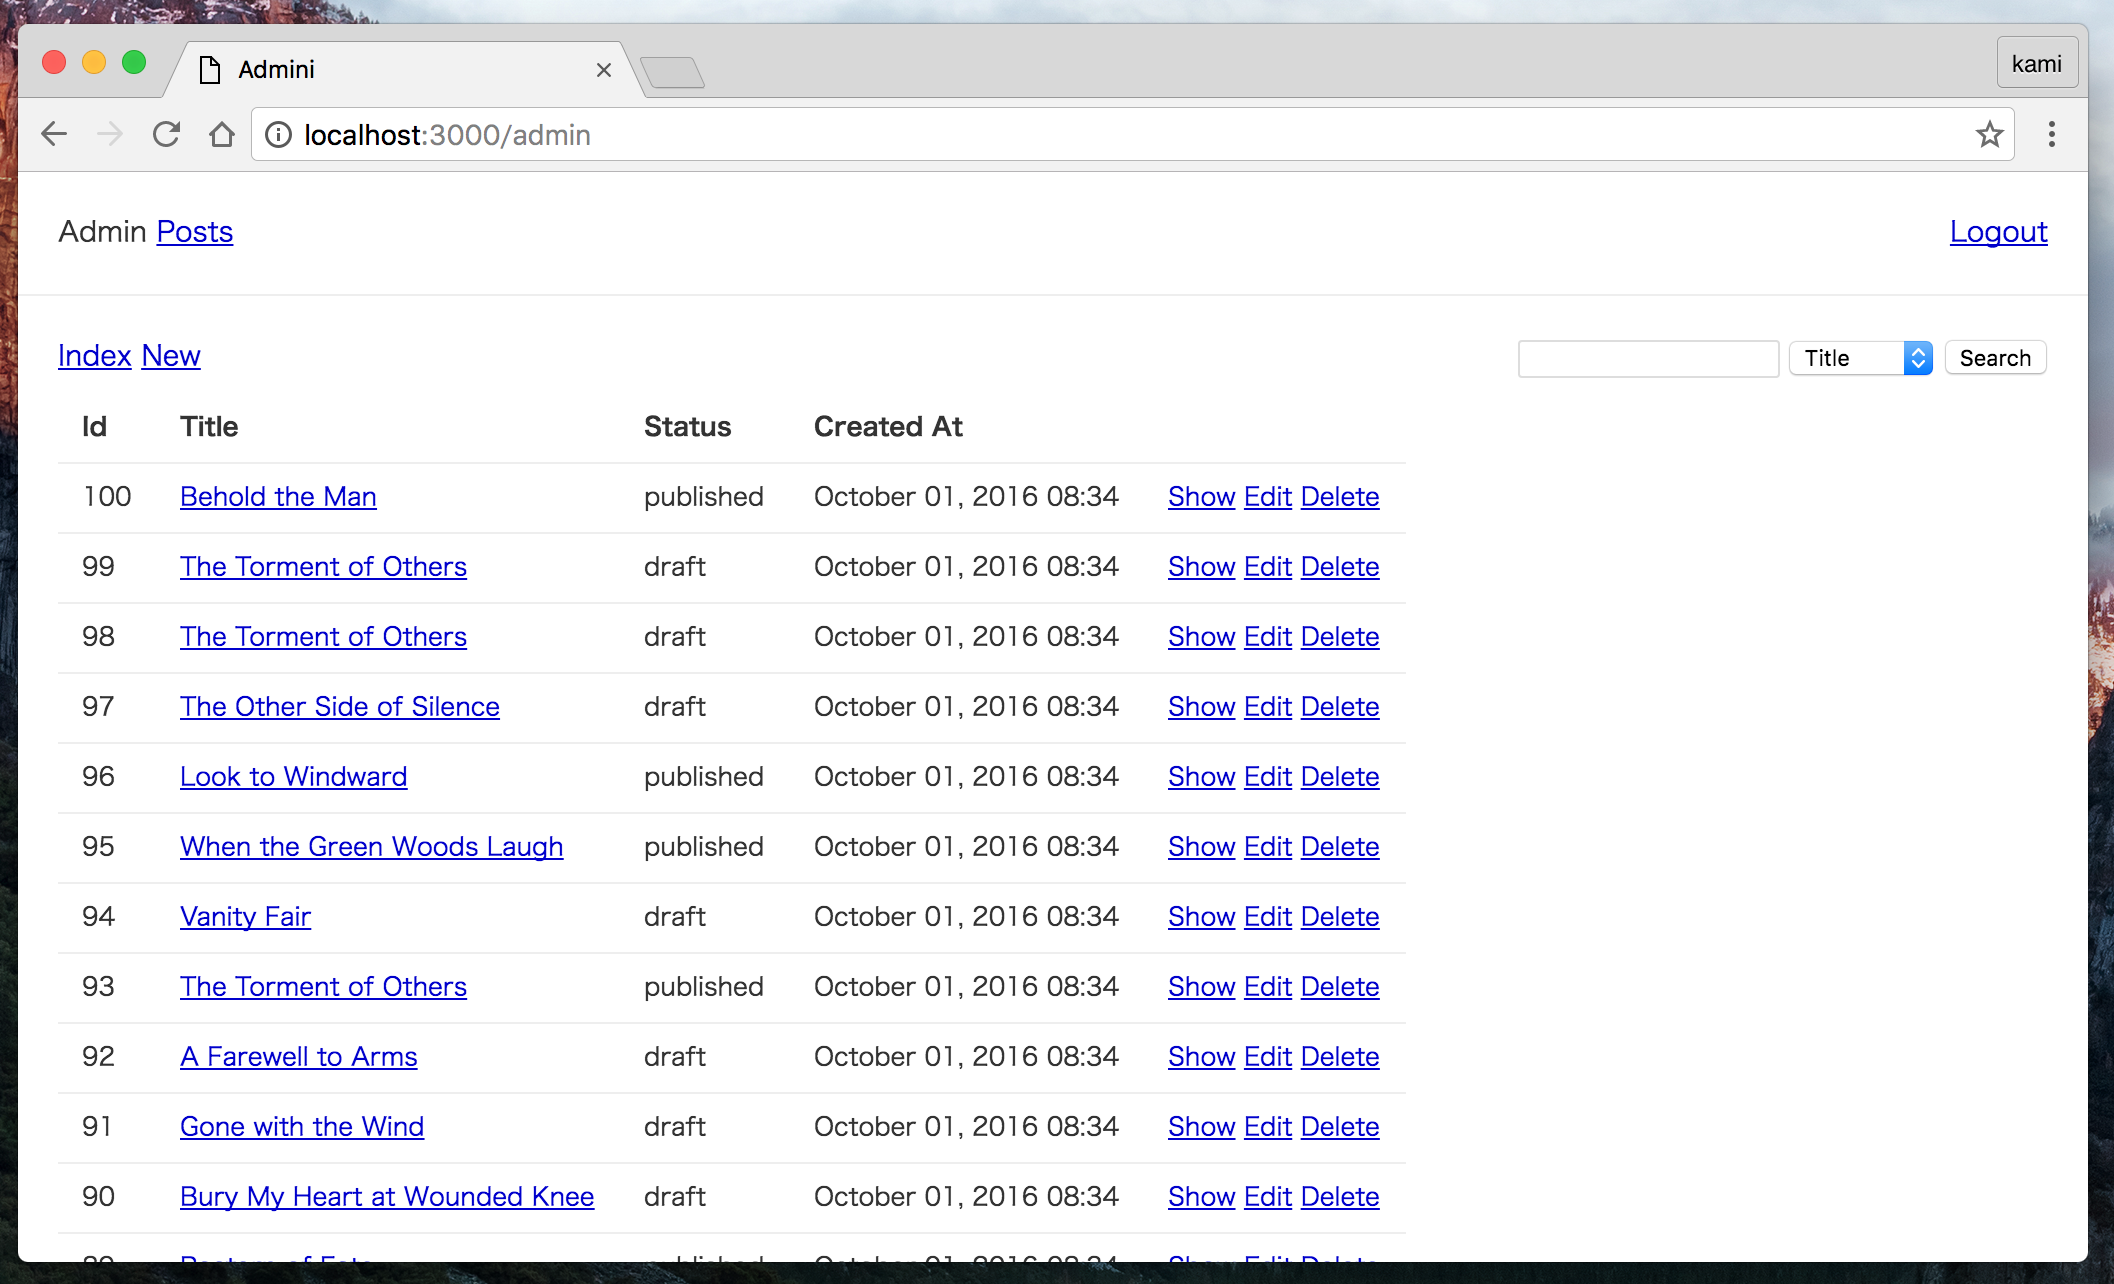 Admini
kami
localhost:3000/admin
Admin Posts Logout
Index New Title Search
Id Title Status Created At
100 Behold the Man published October 01, 2016 08:34 Show Edit Delete
99 The Torment of Others draft October 01, 2016 08:34 Show Edit Delete
98 The Torment of Others draft October 01, 2016 08:34 Show Edit Delete
97 The Other Side of Silence draft October 01, 2016 08:34 Show Edit Delete
96 Look to Windward published October 01, 2016 08:34 Show Edit Delete
95 When the Green Woods Laugh published October 01, 2016 08:34 Show Edit Delete
94 Vanity Fair draft October 01, 2016 08:34 Show Edit Delete
93 The Torment of Others published October 01, 2016 08:34 Show Edit Delete
92 A Farewell to Arms draft October 01, 2016 08:34 Show Edit Delete
91 Gone with the Wind draft October 01, 2016 08:34 Show Edit Delete
90 Bury My Heart at Wounded Knee draft October 01, 2016 08:34 Show Edit Delete